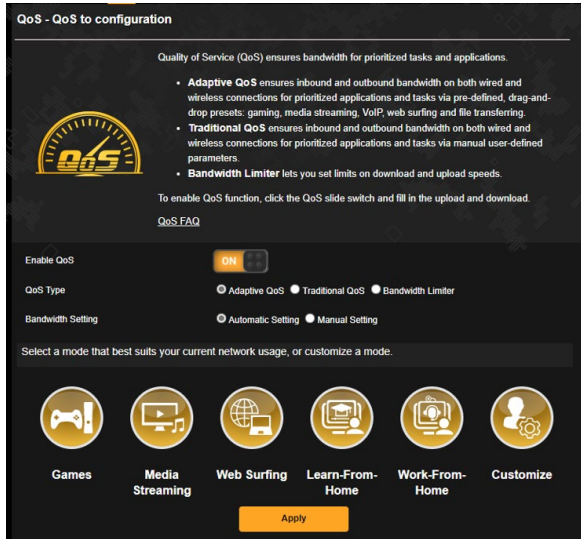 QoS - QoS to configuration
Quality of Service (QoS) ensures bandwidth for prioritized tasks and applications.
• Adaptive QoS ensures inbound and outbound bandwidth on both wired and
wireless connections for prioritized applications and tasks via pre-defined, drag-and-
drop presets: gaming, media streaming, VoIP, web surfing and file transferring.
• Traditional QoS ensures inbound and outbound bandwidth on both wired and
wireless connections for prioritized applications and tasks via manual user-defined
parameters.
• Bandwidth Limiter lets you set limits on download and upload speeds.
QoS
To enable QoS function, click the QoS slide switch and fill in the upload and download.
QoS FAQ
Enable QoS ON
QoS Type Adaptive QoS Traditional QoS Bandwidth Limiter
Bandwidth Setting Automatic Setting Manual Setting
Select a mode that best suits your current network usage, or customize a mode.
Games Media Web Surfing Learn-From- Work-From- Customize
Streaming Home Home
Apply